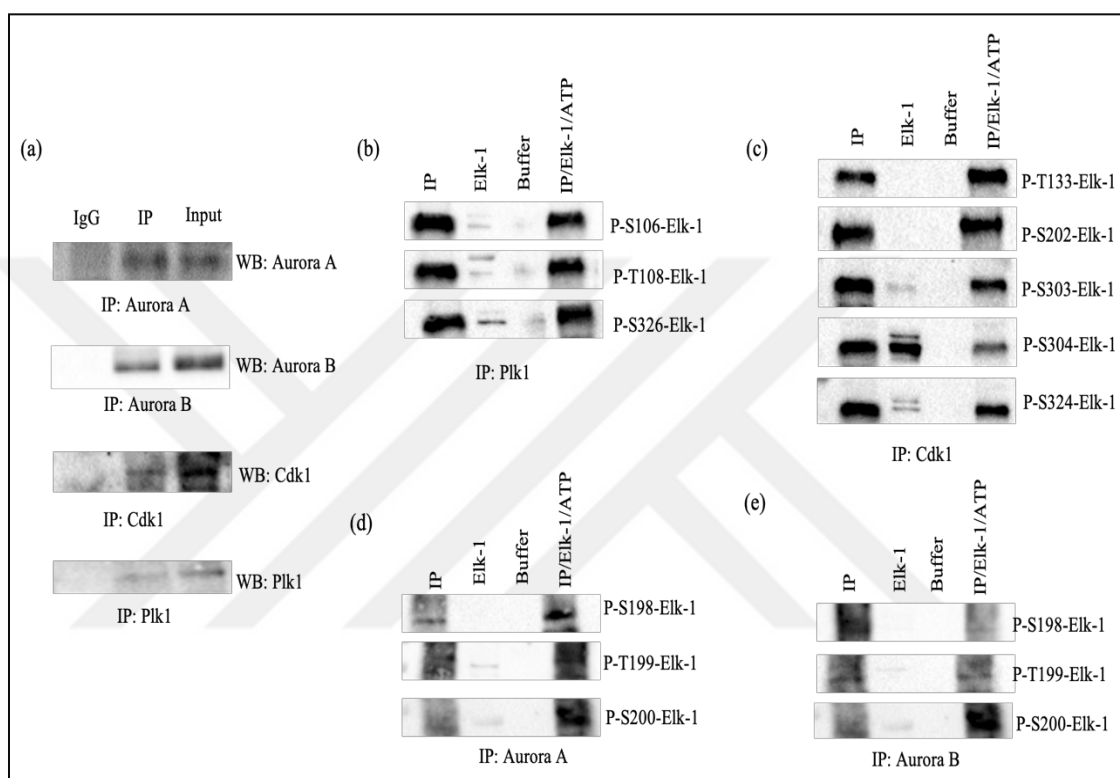 (a)
IgG IP Input
WB: Aurora A
IP: Aurora A
WB: Aurora B
IP: Aurora B
WB: Cdk1
IP: Cdk1
WB: Plk1
IP: Plk1
(b)
IP
Elk-1
Buffer
IP/Elk-1/ATP
P-S106-Elk-1
P-T108-Elk-1
P-S326-Elk-1
IP: Plk1
(c)
IP
Elk-1
Buffer
IP/Elk-1/ATP
P-T133-Elk-1
P-S202-Elk-1
P-S303-Elk-1
P-S304-Elk-1
P-S324-Elk-1
IP: Cdk1
(d)
IP
Elk-1
Buffer
IP/Elk-1/ATP
P-S198-Elk-1
P-T199-Elk-1
P-S200-Elk-1
IP: Aurora A
(e)
IP
Elk-1
Buffer
IP/Elk-1/ATP
P-S198-Elk-1
P-T199-Elk-1
P-S200-Elk-1
IP: Aurora B